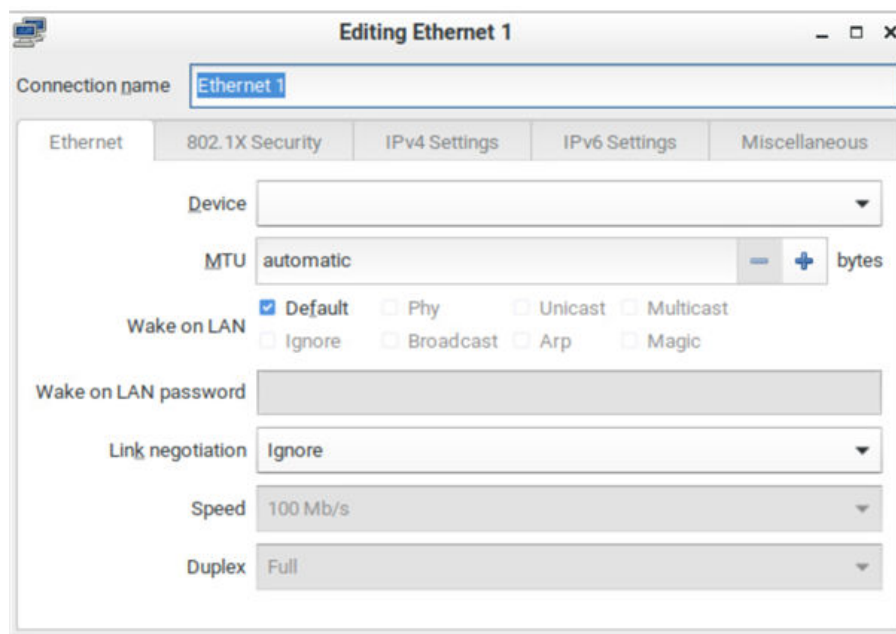 Editing Ethernet 1
Connection name Ethernet 1
Ethernet 802.1X Security IPv4 Settings IPv6 Settings Miscellaneous
Device
MTU automatic bytes
Wake on LAN
Default Phy Unicast Multicast
Ignore Broadcast Arp Magic
Wake on LAN password
Link negotiation Ignore
Speed 100 Mb/s
Duplex Full